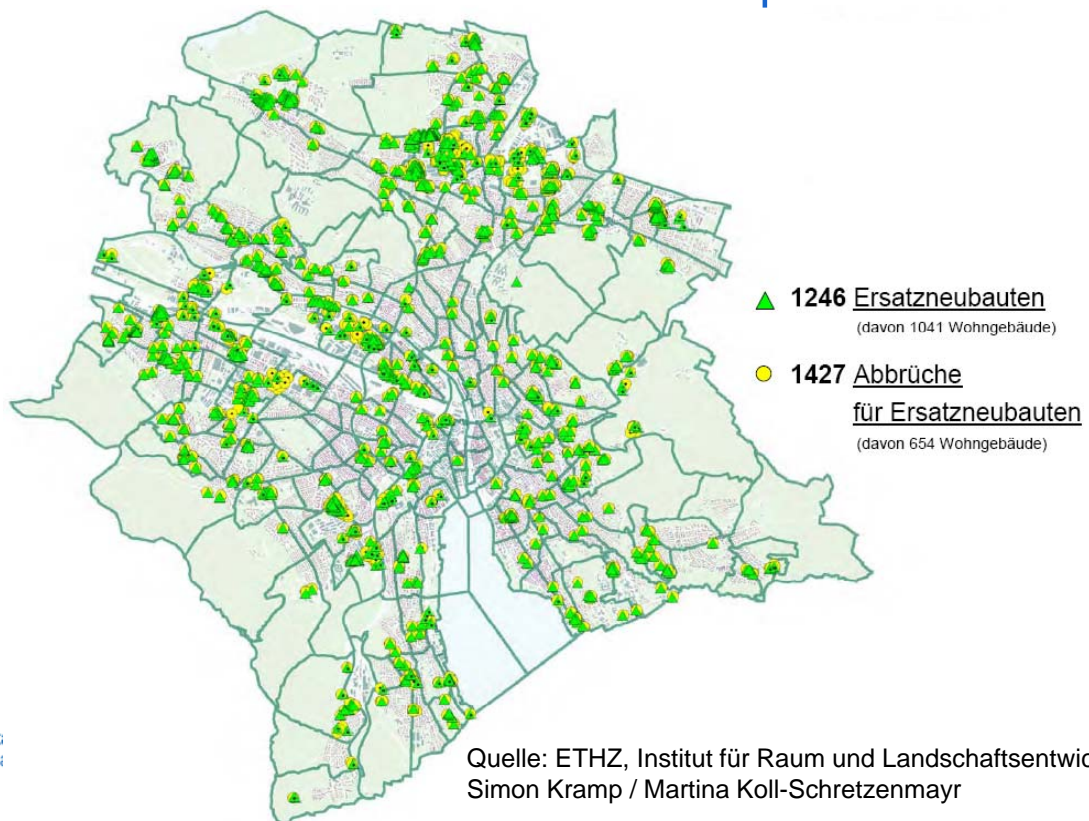 1246 Ersatzneubauten
(davon 1041 Wohngebäude)
1427 Abbrüche
für Ersatzneubauten
(davon 654 Wohngebäude)
Quelle: ETHZ, Institut für Raum und Landschaftsentwic
Simon Kramp / Martina Koll-Schretzenmayr